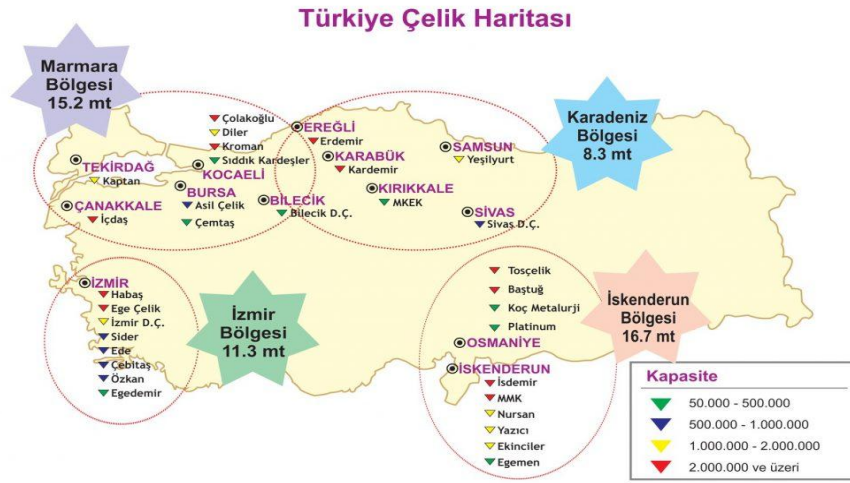 Türkiye Çelik Haritası
Marmara
Bölgesi
15.2 mt
Karadeniz
Bölgesi
8.3 mt
Çolakoğlu
Diler
Kroman
Sıddık Kardeşler
KOCAELİ
TEKİRDAĞ
Kaptan
BURSA
Asil Çelik
Çemtaş
ÇANAKKALE
İçdaş
BİLECİK
Bilecik D.Ç.
EREĞLİ
Erdemir
KARABÜK
Kardemir
SAMSUN
Yeşilyurt
KIRIKKALE
MKEK
SİVAS
Sivas D.Ç.
İZMİR
Habaş
Ege Çelik
İzmir D.Ç.
Sider
Ede
Çebitaş
Özkan
Egedemir
İzmir
Bölgesi
11.3 mt
Tosçelik
Baştuğ
Koç Metalurji
Platinum
OSMANİYE
İSKENDERUN
İsdemir
MMK
Nursan
Yazıcı
Ekinciler
Egemen
İskenderun
Bölgesi
16.7 mt
Kapasite
50.000 - 500.000
500.000 - 1.000.000
1.000.000 - 2.000.000
2.000.000 ve üzeri